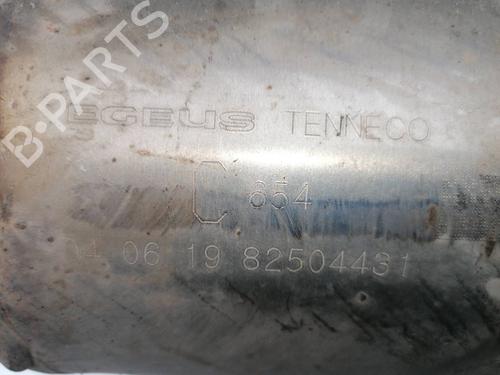 B-PARTS
EGEUS TENNECO
C 654
04 06 19 82504431